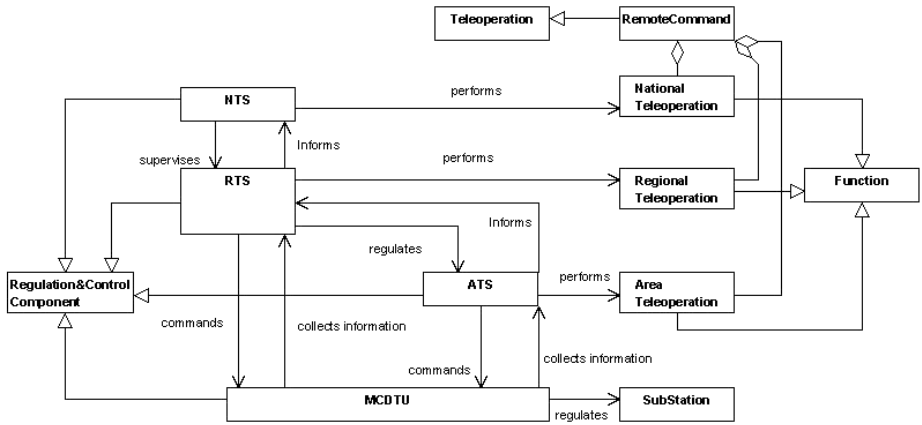 Teleoperation
RemoteCommand
NTS
performs
National
Teleoperation
supervises
Informs
RTS
performs
Regional
Teleoperation
Function
Informs
regulates
Regulation&Control
Component
ATS
performs
Area
Teleoperation
commands
collects information
commands
collects information
MCDTU
regulates
SubStation